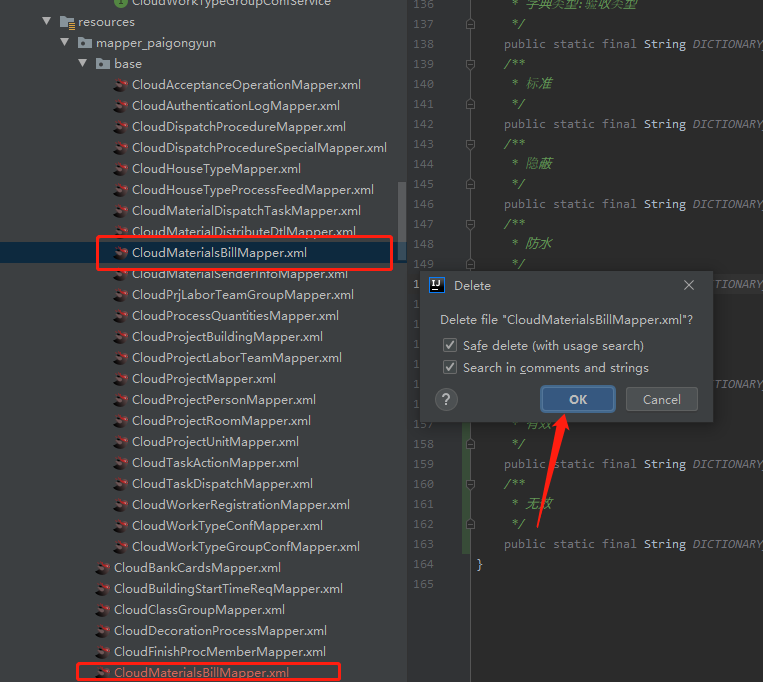 CloudWorkTypeGroupConfService
resources
mapper_paigongyun
base
CloudAcceptanceOperationMapper.xml
CloudAuthenticationLogMapper.xml
CloudDispatchProcedureMapper.xml
CloudDispatchProcedureSpecialMapper.xml
CloudHouseTypeMapper.xml
CloudHouseTypeProcessFeedMapper.xml
CloudMaterialDispatchTaskMapper.xml
CloudMaterialDistributeDtlMapper.xml
CloudMaterialsBillMapper.xml
CloudMaterialSenderInfoMapper.xml
CloudPrjLaborTeamGroupMapper.xml
CloudProcessQuantitiesMapper.xml
CloudProjectBuildingMapper.xml
CloudProjectLaborTeamMapper.xml
CloudProjectMapper.xml
CloudProjectPersonMapper.xml
CloudProjectRoomMapper.xml
CloudProjectUnitMapper.xml
CloudTaskActionMapper.xml
CloudTaskDispatchMapper.xml
CloudWorkerRegistrationMapper.xml
CloudWorkTypeConfMapper.xml
CloudWorkTypeGroupConfMapper.xml
CloudBankCardsMapper.xml
CloudBuildingStartTimeReqMapper.xml
CloudClassGroupMapper.xml
CloudDecorationProcessMapper.xml
CloudFinishProcMemberMapper.xml
CloudMaterialsBillMapper.xml
136 * 字典类型:验收类型
137 */
138 public static final String DICTIONARY
139 /**
140 * 标准
141 */
142 public static final String DICTIONARY
143 /**
144 * 隐蔽
145 */
146 public static final String DICTIONARY
147 /**
148 * 防水
149 */
TIONARY
Delete
Delete file "CloudMaterialsBillMapper.xml"?
Safe delete (with usage search)
Search in comments and strings
TIONARY
? OK Cancel
157 * 有效
158 */
159 public static final String DICTIONARY
160 /**
161 * 无效
162 */
163 public static final String DICTIONARY
164 }
165